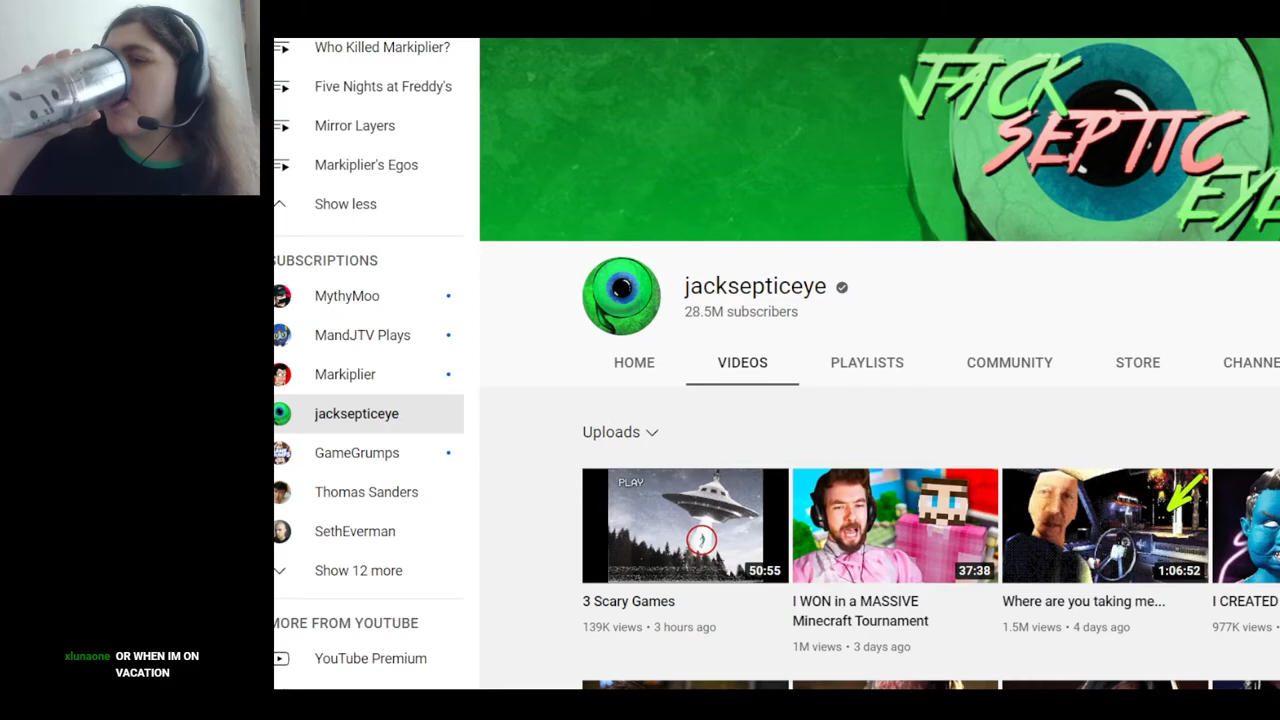 Who Killed Markiplier?
Five Nights at Freddy's
Mirror Layers
Markiplier's Egos
Show less
SUBSCRIPTIONS
MythyMoo
MandJTV Plays
Markiplier
jacksepticeye
GameGrumps
Thomas Sanders
SethEverman
Show 12 more
MORE FROM YOUTUBE
YouTube Premium
JACK
SEPTIC
EYE
jacksepticeye
28.5M subscribers
HOME VIDEOS PLAYLISTS COMMUNITY STORE CHANNE
Uploads
PLAY
50:55 37:38 1:06:52
3 Scary Games
139K views • 3 hours ago
I WON in a MASSIVE
Minecraft Tournament
1M views • 3 days ago
Where are you taking me...
1.5M views • 4 days ago
I CREATED
977K views •
xlunaone OR WHEN IM ON
VACATION